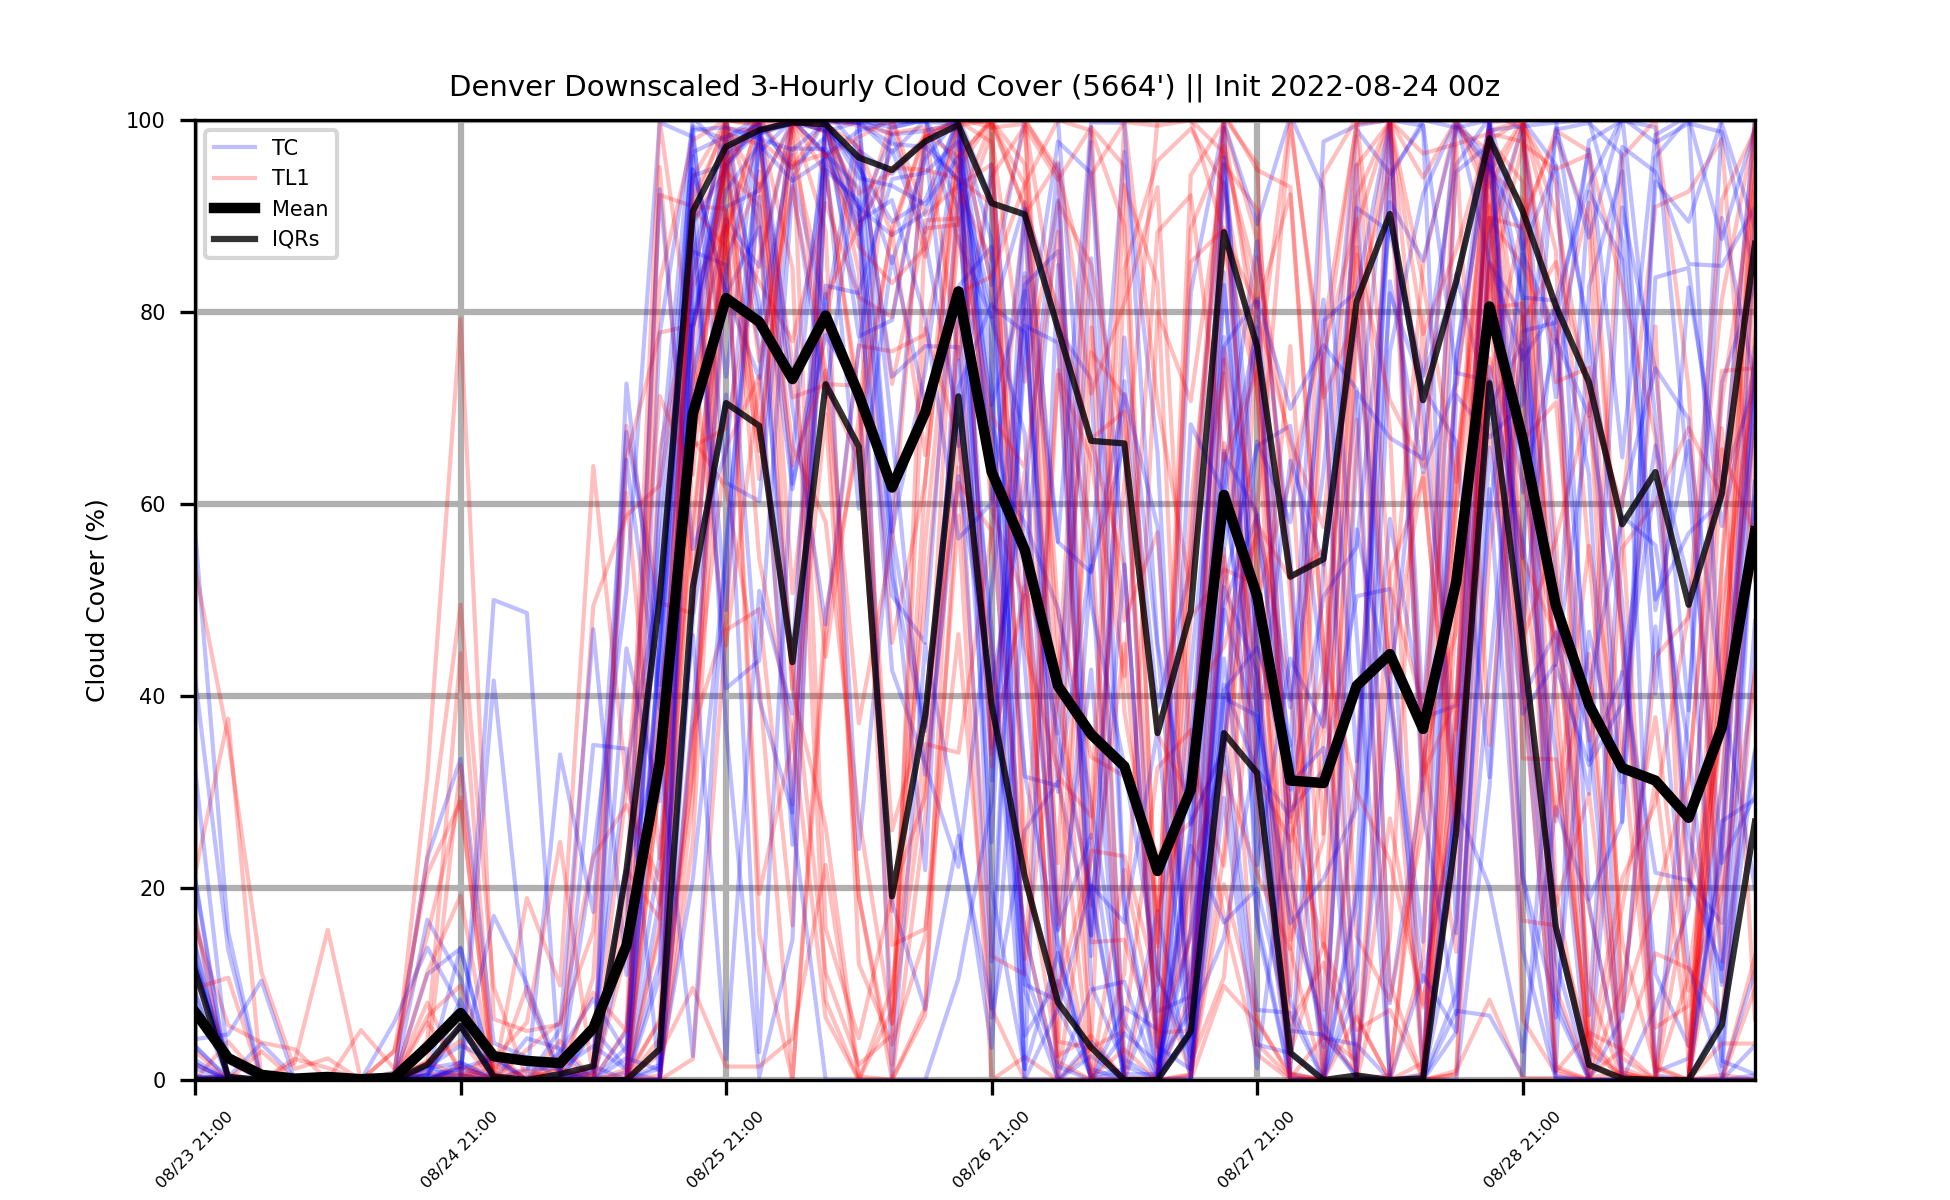 Denver Downscaled 3-Hourly Cloud Cover (5664') || Init 2022-08-24 00z
TC
TL1
Mean
IQRs
Cloud Cover (%)
100
80
60
40
20
0
08/23 21:00
08/24 21:00
08/25 21:00
08/26 21:00
08/27 21:00
08/28 21:00